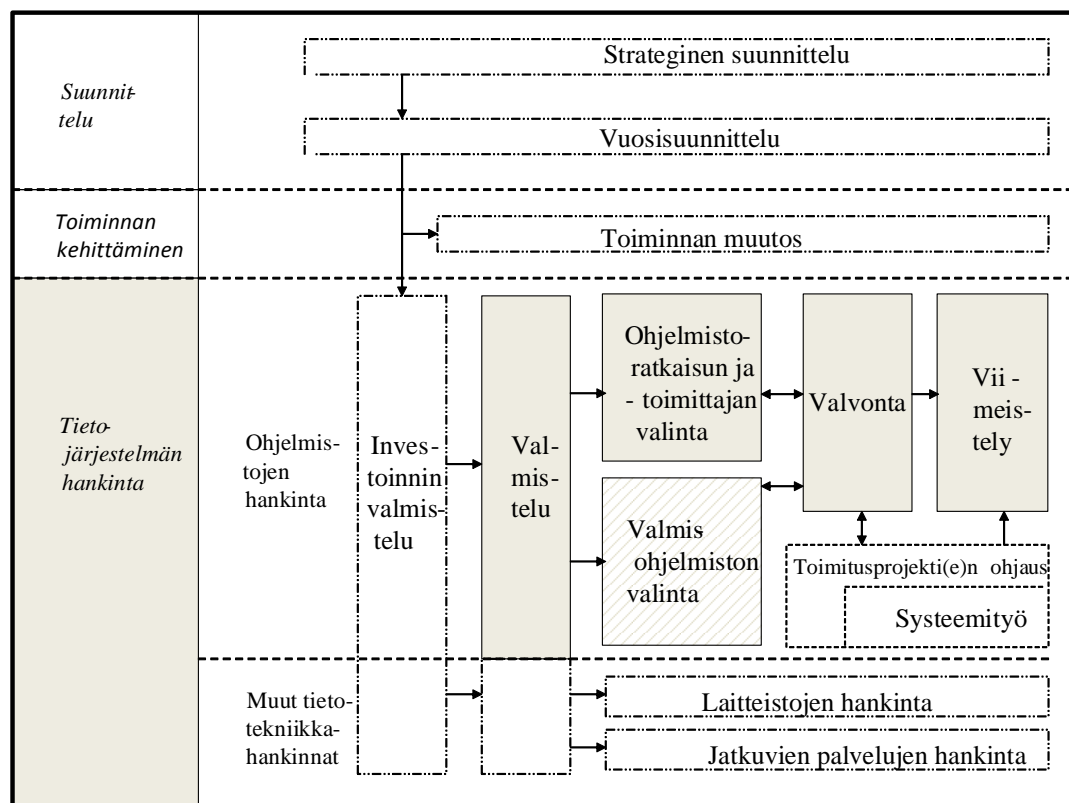 Strateginen suunnittelu
Suunnit-
telu
Vuosisuunnittelu
Toiminnan
kehittäminen
Toiminnan muutos
Tieto-
järjestelmän
hankinta
Ohjelmis-
tojen
hankinta
Inves-
toinnin
valmis-
telu
Val-
mis-
telu
Ohjelmisto-
ratkaisun ja
- toimittajan
valinta
Valmis
ohjelmiston
valinta
Valvonta
Vii -
meis-
tely
Toimitusprojekti(e)n ohjaus
Systeemityö
Muut tieto-
tekniikka-
hankinnat
Laitteistojen hankinta
Jatkuvien palvelujen hankinta